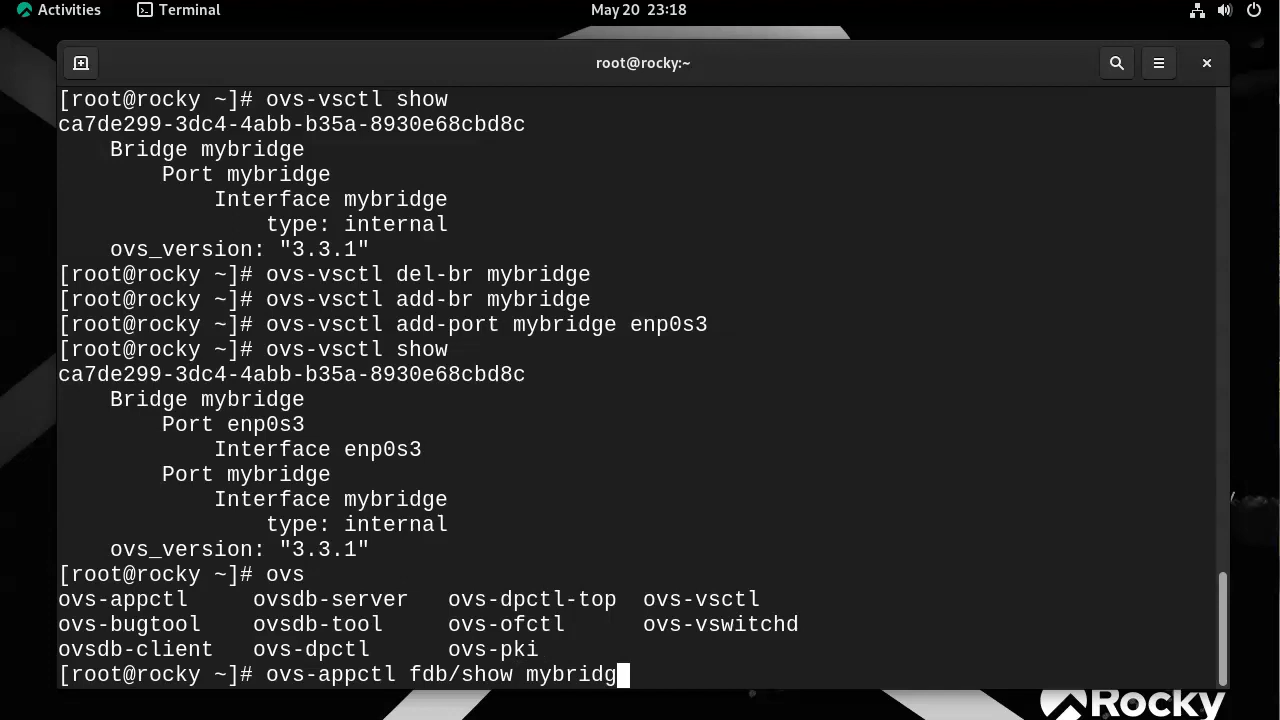 Activities Terminal May 20 23:18
root@rocky:~
[root@rocky ~]# ovs-vsctl show
ca7de299-3dc4-4abb-b35a-8930e68cbd8c
    Bridge mybridge
        Port mybridge
            Interface mybridge
                type: internal
    ovs_version: "3.3.1"
[root@rocky ~]# ovs-vsctl del-br mybridge
[root@rocky ~]# ovs-vsctl add-br mybridge
[root@rocky ~]# ovs-vsctl add-port mybridge enp0s3
[root@rocky ~]# ovs-vsctl show
ca7de299-3dc4-4abb-b35a-8930e68cbd8c
    Bridge mybridge
        Port enp0s3
            Interface enp0s3
        Port mybridge
            Interface mybridge
                type: internal
    ovs_version: "3.3.1"
[root@rocky ~]# ovs
ovs-appctl     ovsdb-server   ovs-dpctl-top  ovs-vsctl
ovs-bugtool    ovsdb-tool     ovs-ofctl      ovs-vswitchd
ovsdb-client   ovs-dpctl      ovs-pki
[root@rocky ~]# ovs-appctl fdb/show mybridg
Rocky